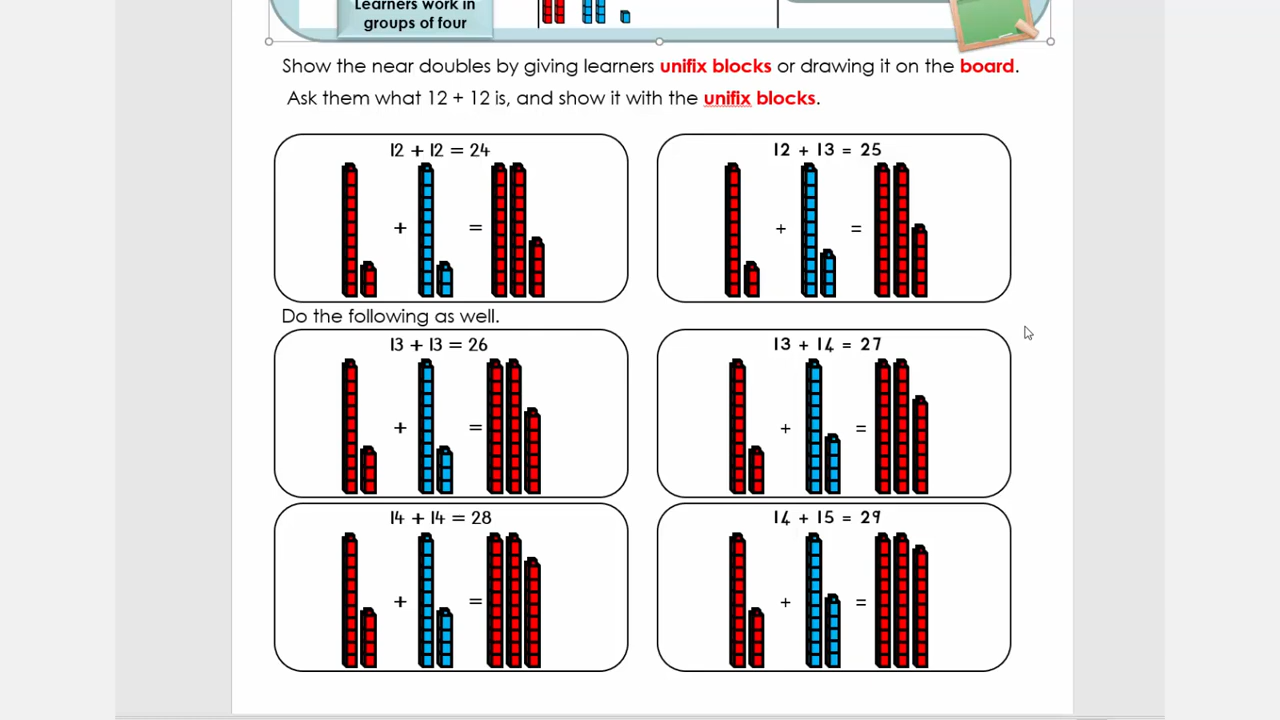 Learners work in
groups of four
Show the near doubles by giving learners unifix blocks or drawing it on the board.
Ask them what 12 + 12 is, and show it with the unifix blocks.
12 + 12 = 24
12 + 13 = 25
+ =
+ =
Do the following as well.
13 + 13 = 26
13 + 14 = 27
+ =
+ =
14 + 14 = 28
14 + 15 = 29
+ =
+ =